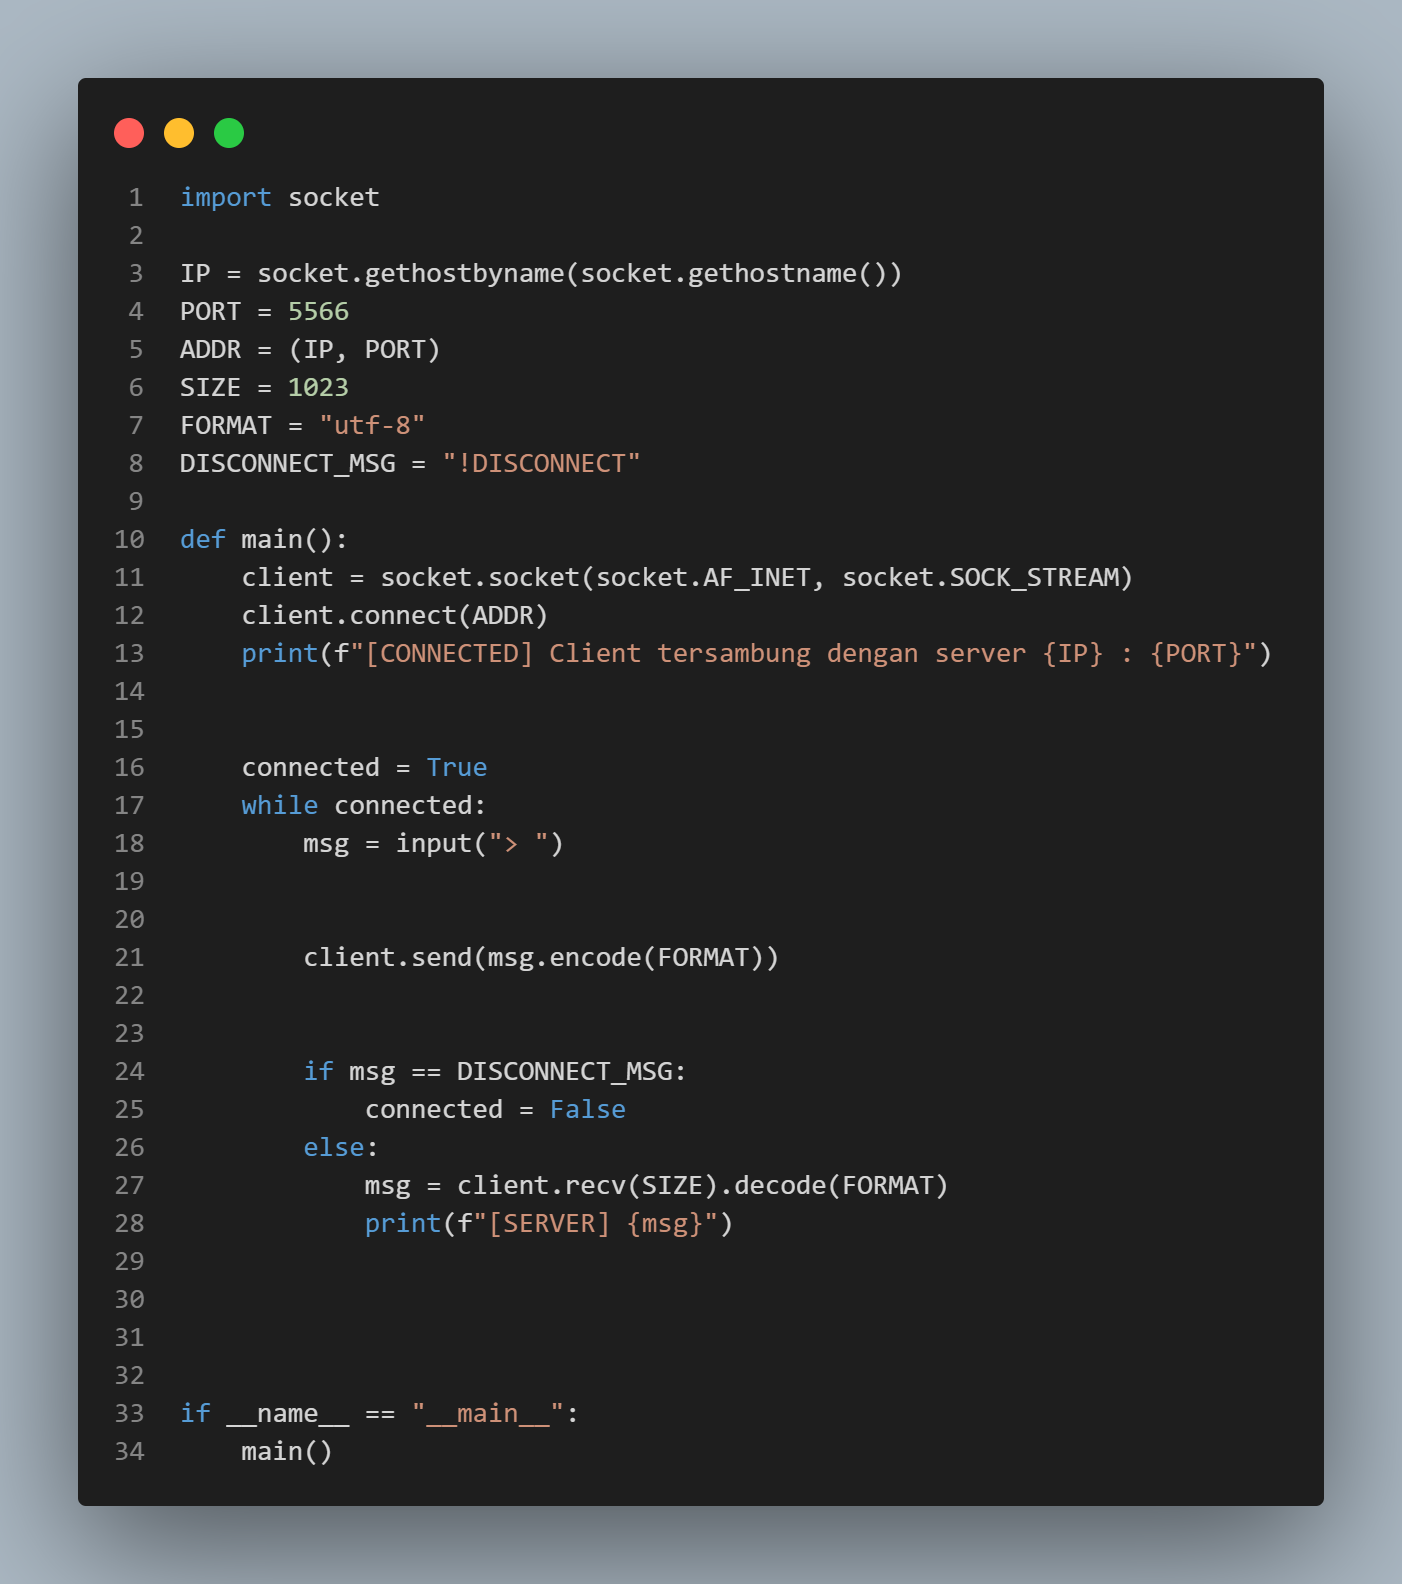 1 import socket
2
3 IP = socket.gethostbyname(socket.gethostname())
4 PORT = 5566
5 ADDR = (IP, PORT)
6 SIZE = 1023
7 FORMAT = "utf-8"
8 DISCONNECT_MSG = "!DISCONNECT"
9
10 def main():
11     client = socket.socket(socket.AF_INET, socket.SOCK_STREAM)
12     client.connect(ADDR)
13     print(f"[CONNECTED] Client tersambung dengan server {IP} : {PORT}")
14
15
16     connected = True
17     while connected:
18         msg = input("> ")
19
20
21         client.send(msg.encode(FORMAT))
22
23
24         if msg == DISCONNECT_MSG:
25             connected = False
26         else:
27             msg = client.recv(SIZE).decode(FORMAT)
28             print(f"[SERVER] {msg}")
29
30
31
32
33 if __name__ == "__main__":
34     main()